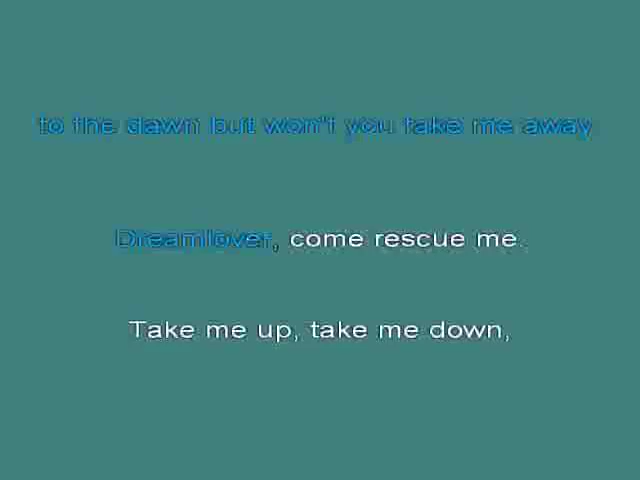 to the dawn but won't you take me away
Dreamlover, come rescue me.
Take me up, take me down,